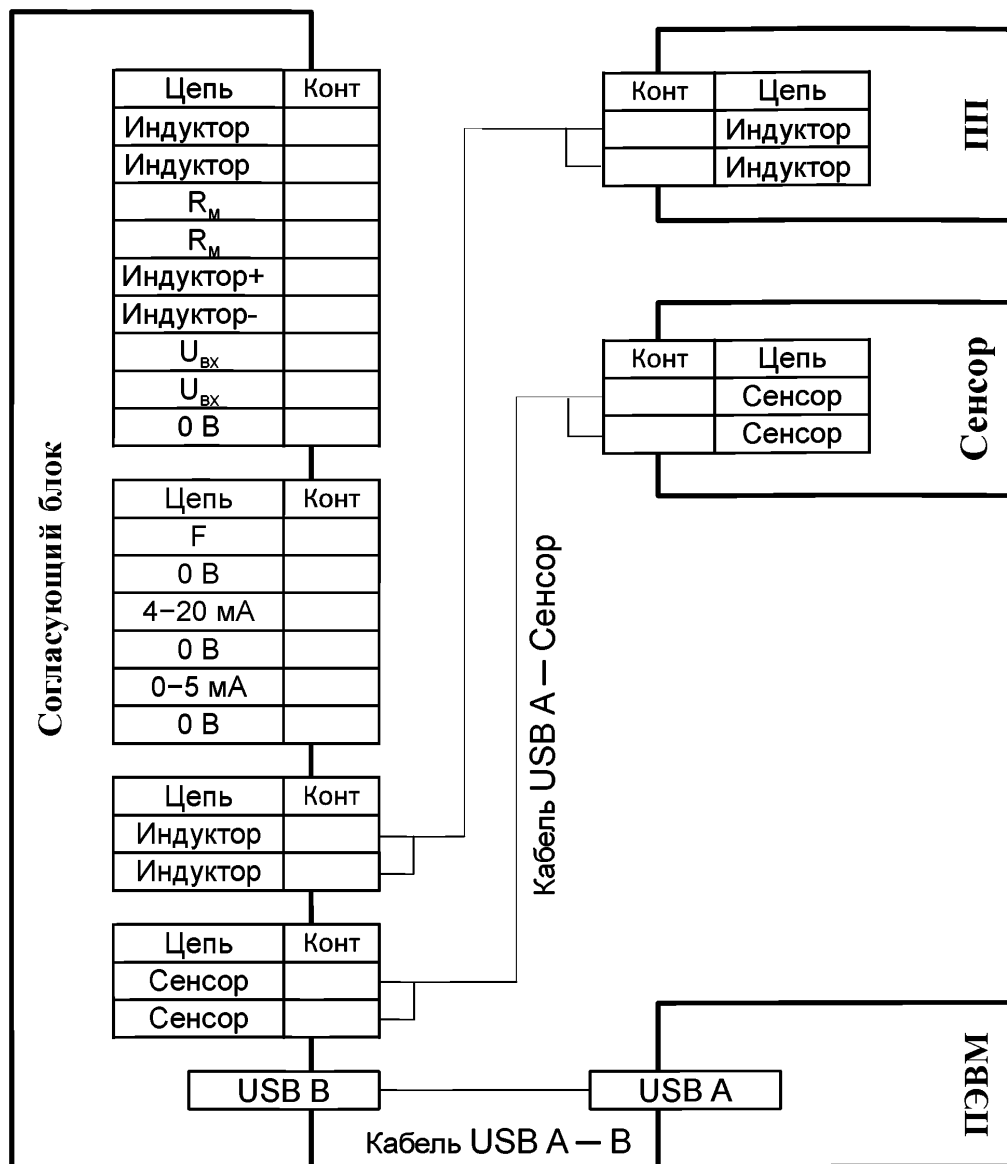 Согласующий блок
Цепь Конт
Индуктор
Индуктор
Rм
Rм
Индуктор+
Индуктор-
Uвх
Uвх
0 В
Цепь Конт
F
0 В
4−20 мА
0 В
0−5 мА
0 В
Цепь Конт
Индуктор
Индуктор
Цепь Конт
Сенсор
Сенсор
USB B
Кабель USB A — Сенсор
Кабель USB A — B
Конт Цепь
Индуктор
Индуктор
ПП
Конт Цепь
Сенсор
Сенсор
Сенсор
USB A
ПЭВМ